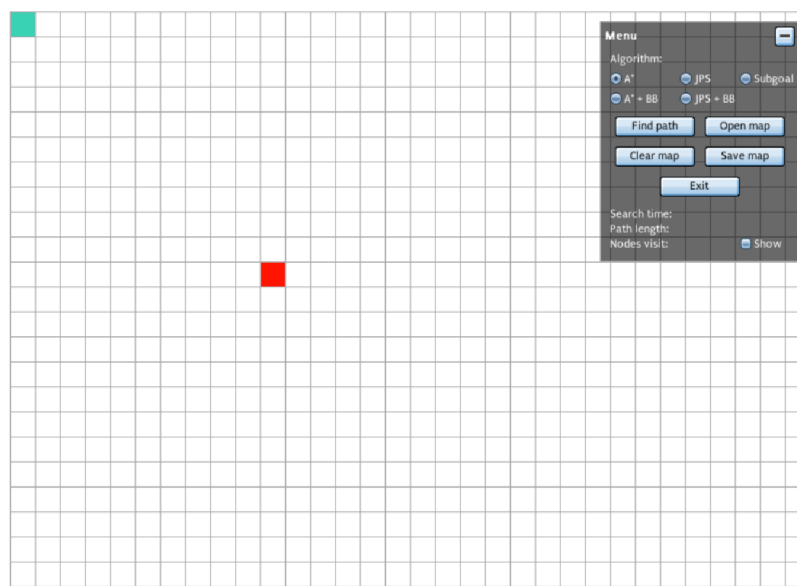 Menu
Algorithm:
A* JPS Subgoal
A* + BB JPS + BB
Find path Open map
Clear map Save map
Exit
Search time:
Path length:
Nodes visit: Show